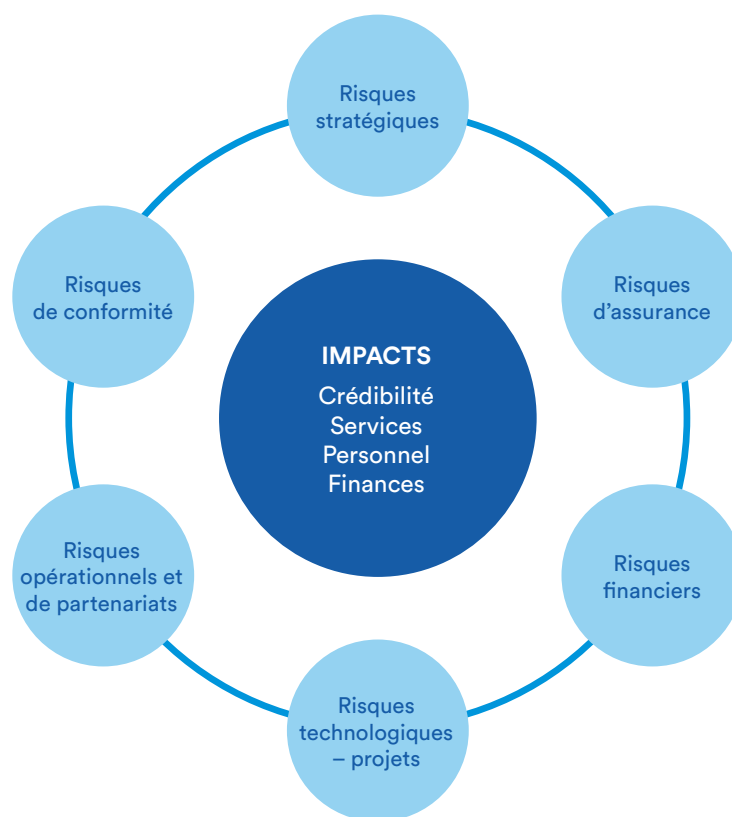 Risques
stratégiques
Risques
de conformité
Risques
d’assurance
IMPACTS
Crédibilité
Services
Personnel
Finances
Risques
opérationnels et
de partenariats
Risques
financiers
Risques
technologiques
– projets